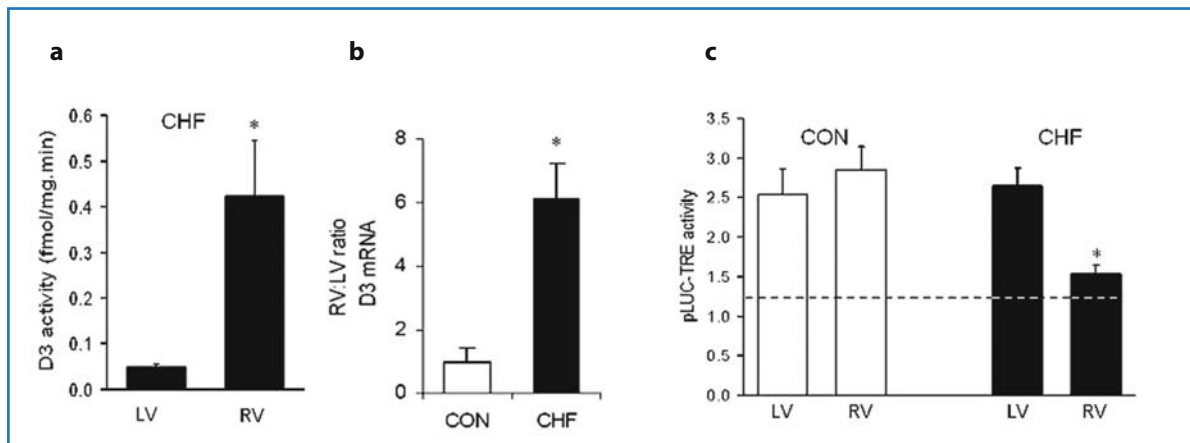 a
CHF
D3 activity (fmol/mg.min)
0.6
0.5
0.4
0.3
0.2
0.1
0.0
*
LV RV
b
RV:LV ratio
D3 mRNA
8
6
4
2
0
*
CON CHF
c
CON CHF
pLUC-TRE activity
3.5
3.0
2.5
2.0
1.5
1.0
0.5
0.0
*
LV RV LV RV